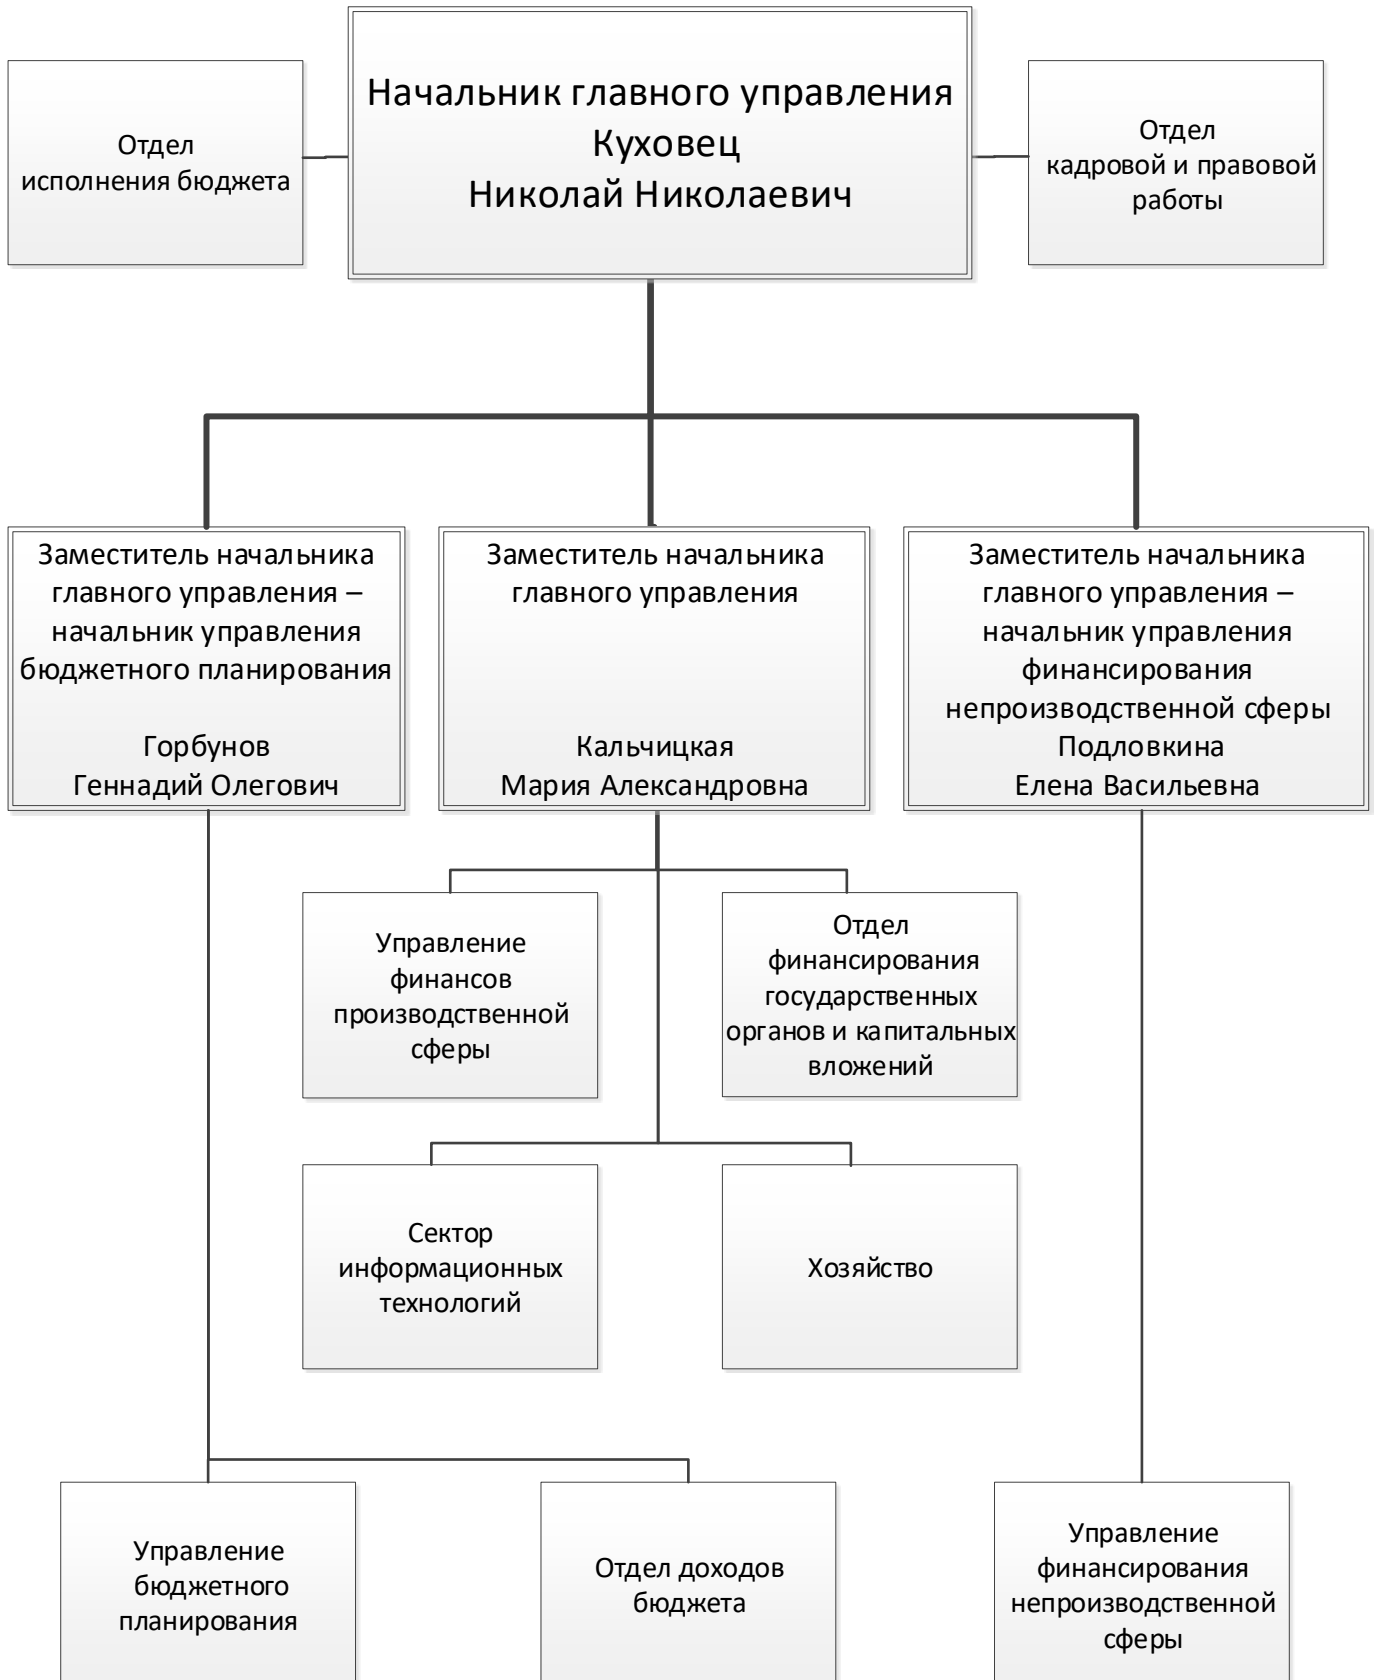 Начальник главного управления
Куховец
Николай Николаевич
Отдел
исполнения бюджета
Отдел
кадровой и правовой
работы
Заместитель начальника
главного управления –
начальник управления
бюджетного планирования
Горбунов
Геннадий Олегович
Заместитель начальника
главного управления
Кальчицкая
Мария Александровна
Заместитель начальника
главного управления –
начальник управления
финансирования
непроизводственной сферы
Подловкина
Елена Васильевна
Управление
финансов
производственной
сферы
Отдел
финансирования
государственных
органов и капитальных
вложений
Сектор
информационных
технологий
Хозяйство
Управление
бюджетного
планирования
Отдел доходов
бюджета
Управление
финансирования
непроизводственной
сферы